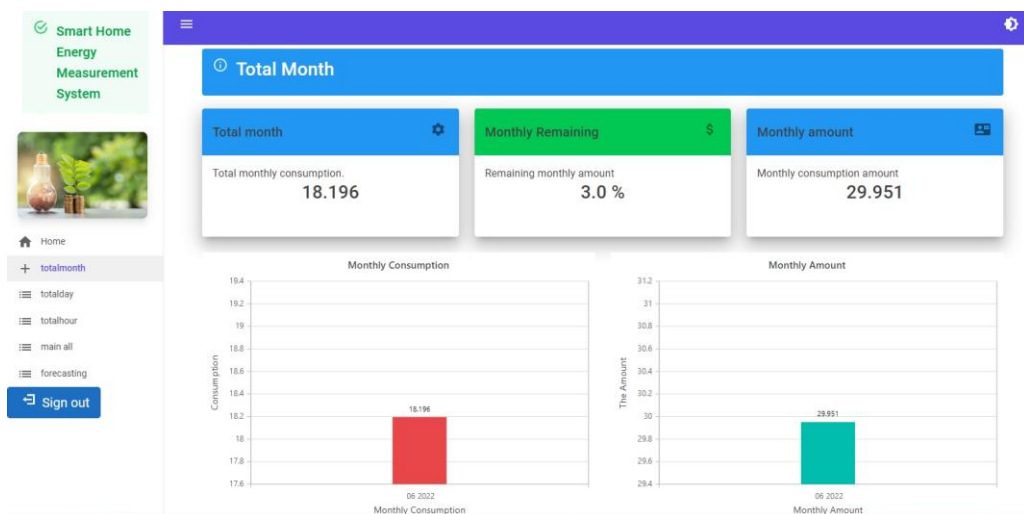 Smart Home
Energy
Measurement
System
Home
totalmonth
totalday
totalhour
main all
forecasting
Sign out
Total Month
Total month
Total monthly consumption.
18.196
Monthly Remaining
$
Remaining monthly amount
3.0 %
Monthly amount
Monthly consumption amount
29.951
Monthly Consumption
Consumption
19.4
19.2
19
18.8
18.6
18.4
18.2
18
17.8
17.6
18.196
06 2022
Monthly Consumption
Monthly Amount
The Amount
31.2
31
30.8
30.6
30.4
30.2
30
29.8
29.6
29.4
29.951
06 2022
Monthly Amount